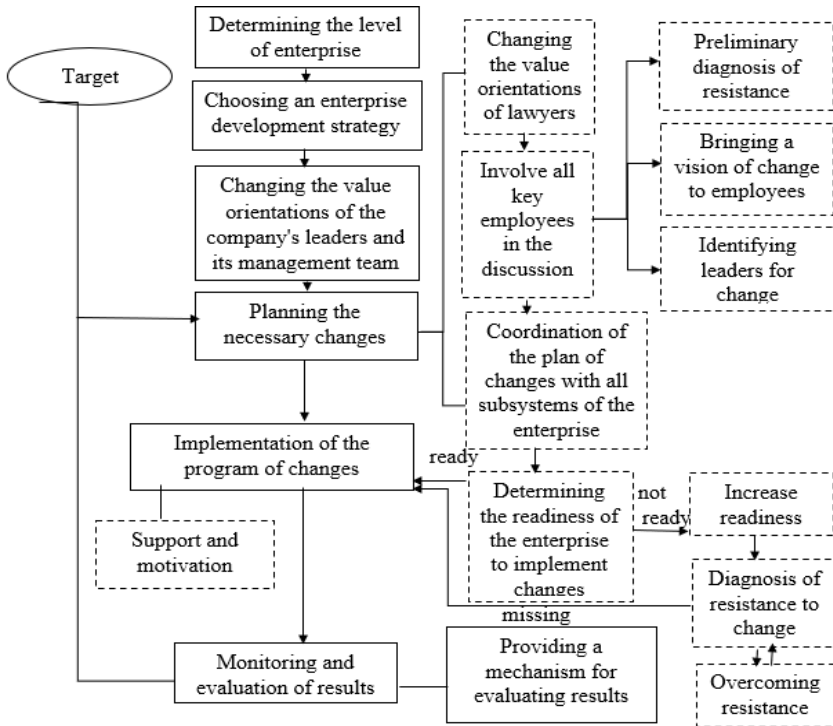 Target
Determining the level
of enterprise
Choosing an enterprise
development strategy
Changing the value
orientations of the
company's leaders and
its management team
Planning the
necessary changes
Implementation of the
program of changes
Support and
motivation
Monitoring and
evaluation of results
Changing
the value
orientations
of lawyers
Involve all
key
employees
in the
discussion
Coordination of
the plan of
changes with all
subsystems of the
enterprise
ready
Determining
the readiness of
the enterprise
to implement
changes
not
ready
missing
Providing a
mechanism for
evaluating results
Preliminary
diagnosis of
resistance
Bringing a
vision of change
to employees
Identifying
leaders for
change
Increase
readiness
Diagnosis of
resistance to
change
Overcoming
resistance